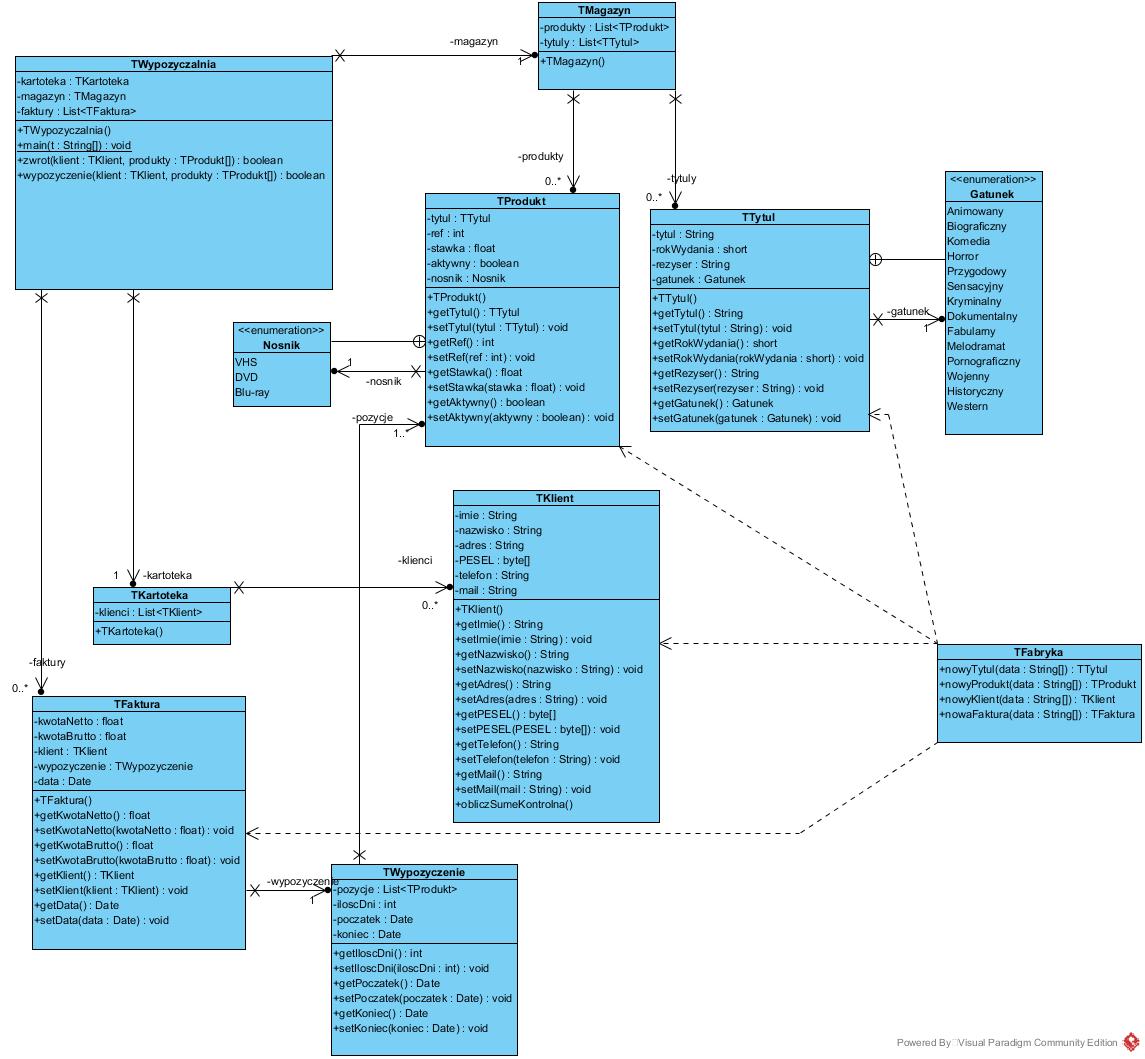 TMagazyn
-produkty : List<TProdukt>
-tytuly : List<TTytul>
+TMagazyn()
-magazyn
1
TWypozyczalnia
-kartoteka : TKartoteka
-magazyn : TMagazyn
-faktury : List<TFaktura>
+TWypozyczalnia()
+main(t : String[]) : void
+zwrot(klient : TKlient, produkty : TProdukt[]) : boolean
+wypozyczenie(klient : TKlient, produkty : TProdukt[]) : boolean
-produkty
0..*
-tytuly
0..*
TProdukt
-tytul : TTytul
-ref : int
-stawka : float
-aktywny : boolean
-nosnik : Nosnik
+TProdukt()
+getTytul() : TTytul
+setTytul(tytul : TTytul) : void
+getRef() : int
+setRef(ref : int) : void
+getStawka() : float
+setStawka(stawka : float) : void
+getAktywny() : boolean
+setAktywny(aktywny : boolean) : void
TTytul
-tytul : String
-rokWydania : short
-rezyser : String
-gatunek : Gatunek
+TTytul()
+getTytul() : String
+setTytul(tytul : String) : void
+getRokWydania() : short
+setRokWydania(rokWydania : short) : void
+getRezyser() : String
+setRezyser(rezyser : String) : void
+getGatunek() : Gatunek
+setGatunek(gatunek : Gatunek) : void
<<enumeration>>
Gatunek
Animowany
Biograficzny
Komedia
Horror
Przygodowy
Sensacyjny
Kryminalny
Dokumentalny
Fabularny
Melodramat
Pornograficzny
Wojenny
Historyczny
Western
-gatunek
1
<<enumeration>>
Nosnik
VHS
DVD
Blu-ray
1
-nosnik
-pozycje
1..*
TKlient
-imie : String
-nazwisko : String
-adres : String
-PESEL : byte[]
-telefon : String
-mail : String
+TKlient()
+getImie() : String
+setImie(imie : String) : void
+getNazwisko() : String
+setNazwisko(nazwisko : String) : void
+getAdres() : String
+setAdres(adres : String) : void
+getPESEL() : byte[]
+setPESEL(PESEL : byte[]) : void
+getTelefon() : String
+setTelefon(telefon : String) : void
+getMail() : String
+setMail(mail : String) : void
+obliczSumeKontrolna()
-klienci
0..*
1
-kartoteka
TKartoteka
-klienci : List<TKlient>
+TKartoteka()
TFabryka
+nowyTytul(data : String[]) : TTytul
+nowyProdukt(data : String[]) : TProdukt
+nowyKlient(data : String[]) : TKlient
+nowaFaktura(data : String[]) : TFaktura
-faktury
0..*
TFaktura
-kwotaNetto : float
-kwotaBrutto : float
-klient : TKlient
-wypozyczenie : TWypozyczenie
-data : Date
+TFaktura()
+getKwotaNetto() : float
+setKwotaNetto(kwotaNetto : float) : void
+getKwotaBrutto() : float
+setKwotaBrutto(kwotaBrutto : float) : void
+getKlient() : TKlient
+setKlient(klient : TKlient) : void
+getData() : Date
+setData(data : Date) : void
-wypozyczenie
1
TWypozyczenie
-pozycje : List<TProdukt>
-iloscDni : int
-poczatek : Date
-koniec : Date
+getIloscDni() : int
+setIloscDni(iloscDni : int) : void
+getPoczatek() : Date
+setPoczatek(poczatek : Date) : void
+getKoniec() : Date
+setKoniec(koniec : Date) : void
Powered By Visual Paradigm Community Edition